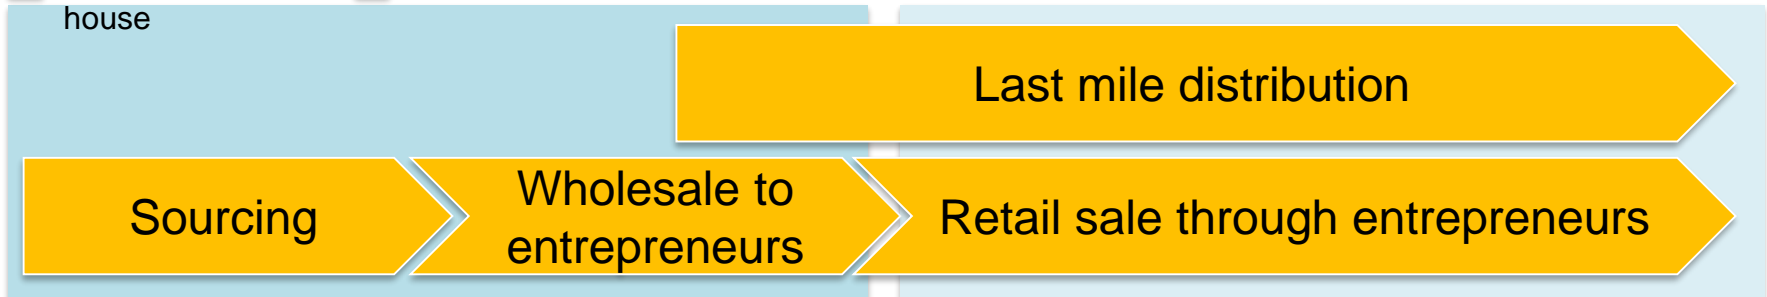 house
Last mile distribution
Sourcing
Wholesale to
entrepreneurs
Retail sale through entrepreneurs